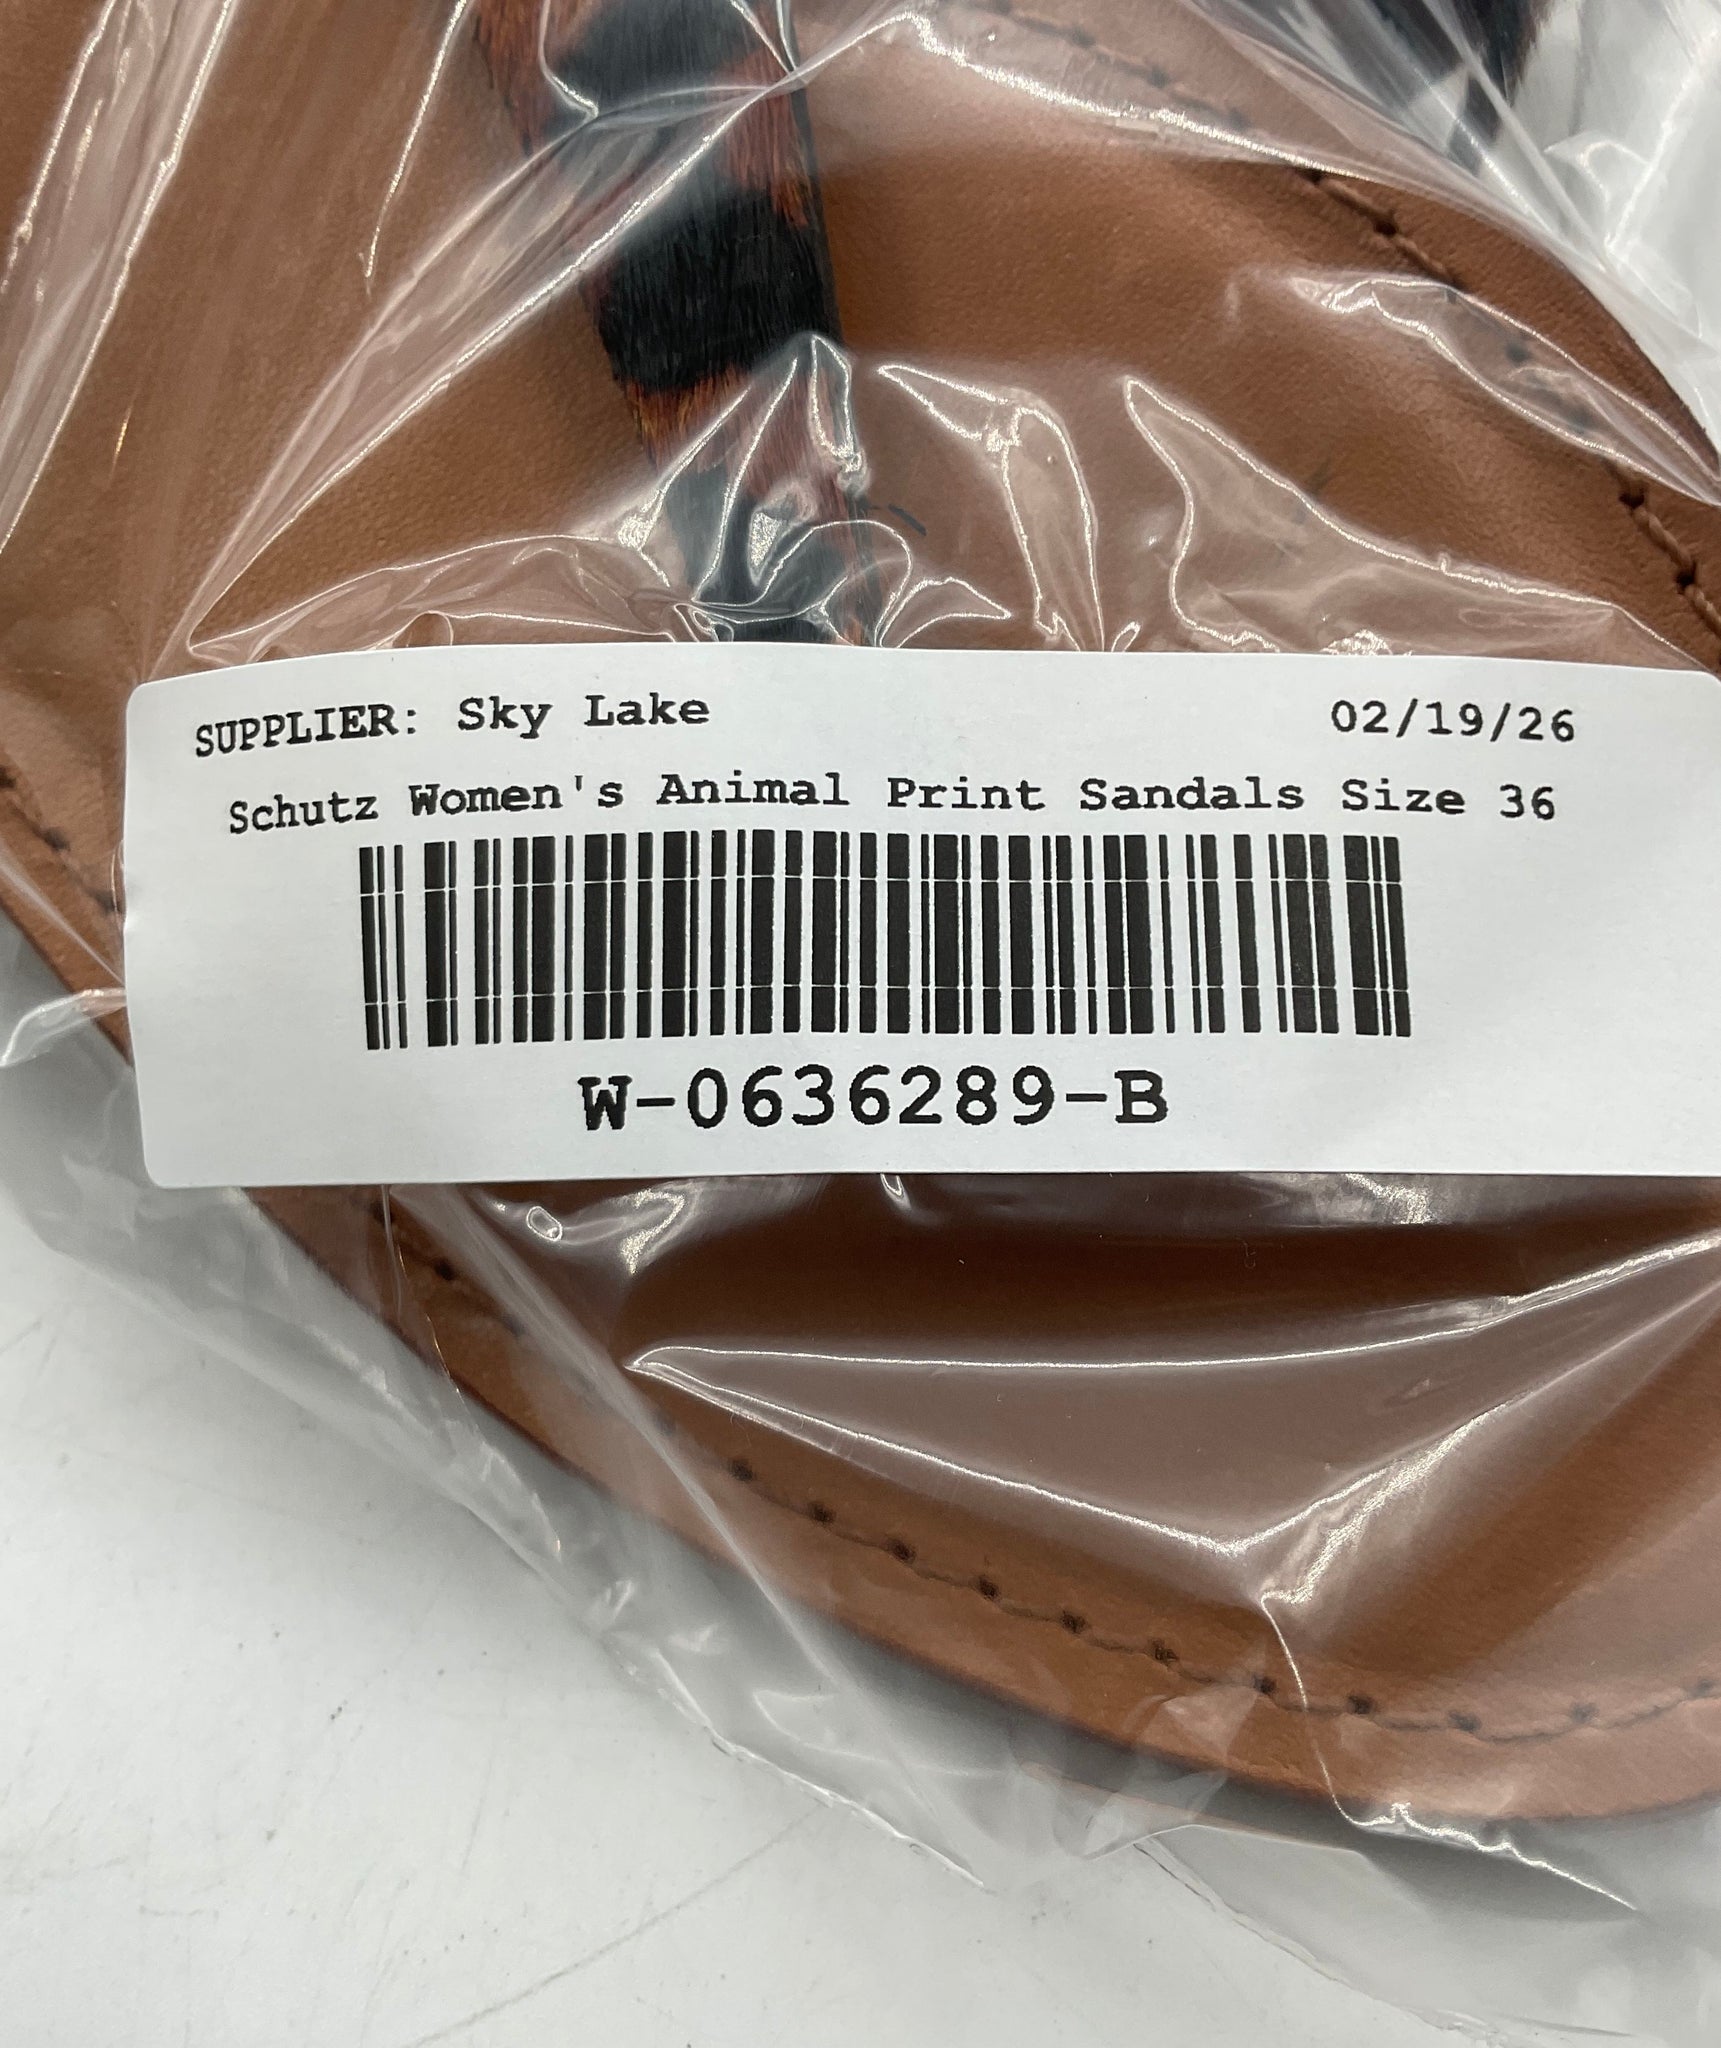 SUPPLIER: Sky Lake 02/19/26
Schutz Women's Animal Print Sandals Size 36
W-0636289-B